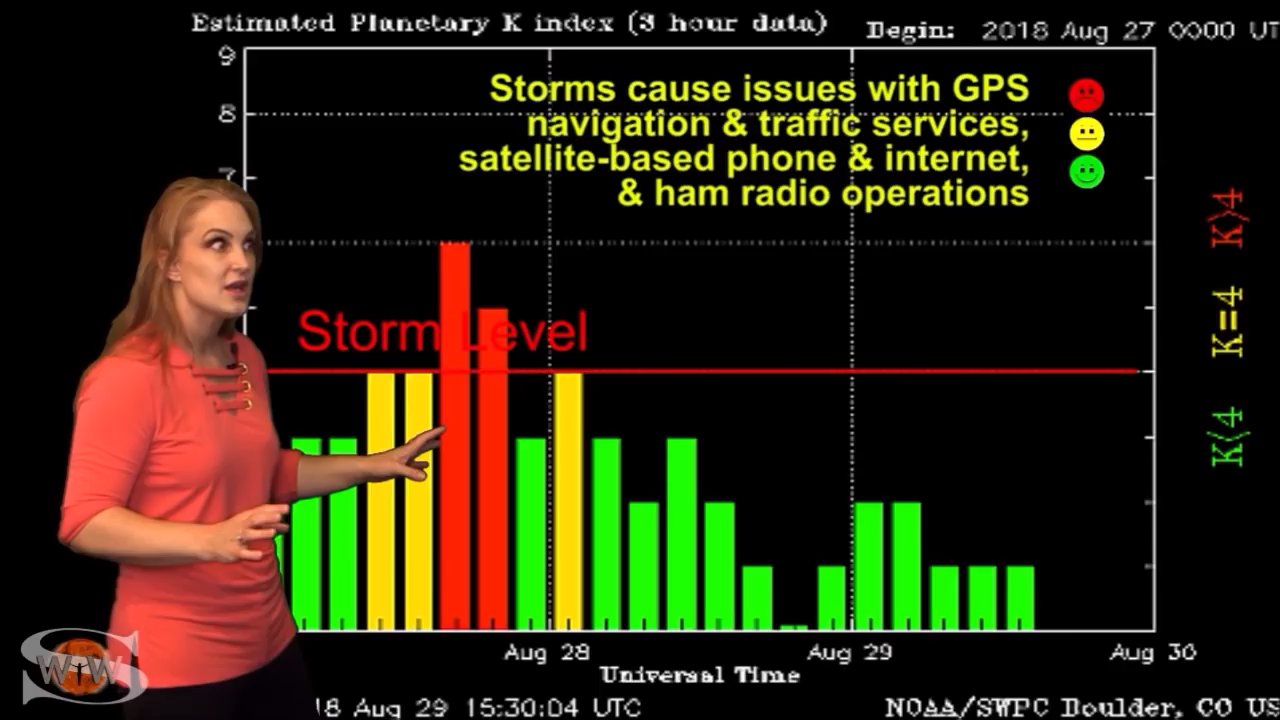 Estimated Planetary K index (3 hour data)
Begin: 2018 Aug 27 0000 UT
9
8
7
Storms cause issues with GPS
navigation & traffic services,
satellite-based phone & internet,
& ham radio operations
Storm Level
K>4
K=4
K<4
Aug 28
Aug 29
Aug 30
Universal Time
18 Aug 29 15:30:04 UTC
NOAA/SWPC Boulder, CO US
WTW